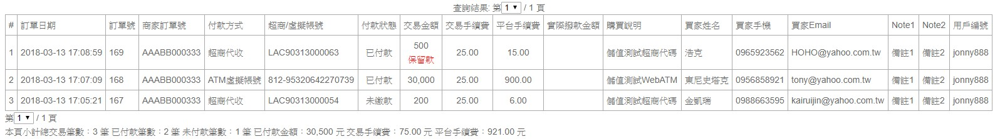 查詢結果: 第1 / 1 頁
# 訂單日期 訂單號 商家訂單號 付款方式 超商/虛擬帳號 付款狀態 交易金額 交易手續費 平台手續費 實際撥款金額 購買說明 買家姓名 買家手機 買家Email Note1 Note2 用戶編號
1 2018-03-13 17:08:59 169 AAABB000333 超商代收 LAC90313000063 已付款 500 25.00 15.00 儲值測試超商代碼 浩克 0965923562 HOHO@yahoo.com.tw 備註1 備註2 jonny888
保留款
2 2018-03-13 17:07:09 168 AAABB000333 ATM虛擬帳號 812-95320642270739 已付款 30,000 25.00 900.00 儲值測試WebATM 東尼史塔克 0956858921 tony@yahoo.com.tw 備註1 備註2 jonny888
3 2018-03-13 17:05:21 167 AAABB000333 超商代收 LAC90313000054 未繳款 200 25.00 6.00 儲值測試超商代碼 金凱瑞 0988663595 kairuijin@yahoo.com.tw 備註1 備註2 jonny888
第1 / 1 頁
本頁小計總交易筆數：3 筆 已付款筆數：2 筆 未付款筆數：1 筆 已付款金額：30,500 元 交易手續費：75.00 元 平台手續費：921.00 元